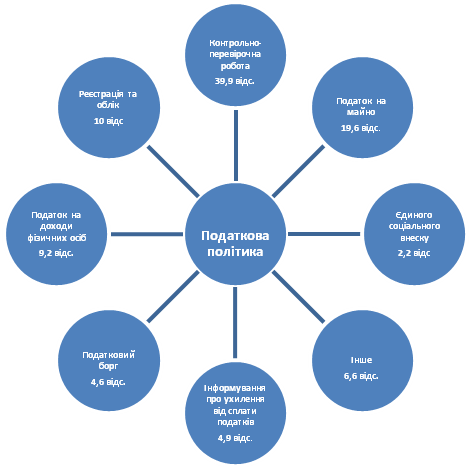 Контрольно-
перевірочна
робота
39,9 відс.
Податок на
майно
19,6 відс.
Єдиного
соціального
внеску
2,2 відс
Інше
6,6 відс.
Інформування
про ухилення
від сплати
податків
4,9 відс.
Податковий
борг
4,6 відс.
Податок на
доходи
фізичних осіб
9,2 відс.
Реєстрація та
облік
10 відс
Податкова
політика